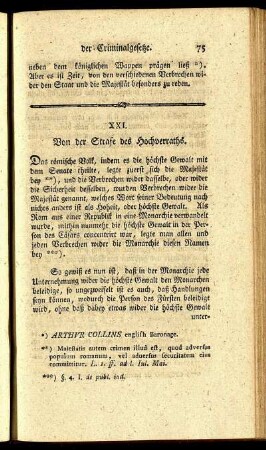 der Criminalgesetze. 75
neben dem königlichen Wappen prägen ließ *).
Aber es ist Zeit, von den verschiedenen Verbrechen wi-
der den Staat und die Majestät besonders zu reden.
XXI.
Von der Strafe des Hochverraths.
Das römische Volk, indem es die höchste Gewalt mit
dem Senate theilte, legte zuerst sich die Majestät
bey **), und die Verbrechen wider dasselbe, oder wider
die Sicherheit desselben, wurden Verbrechen wider die
Majestät genannt, welches Wort seiner Bedeutung nach
nichts anders ist als Hoheit, oder höchste Gewalt. Als
Rom aus einer Republik in eine Monarchie verwandelt
wurde, mithin nunmehr die höchste Gewalt in der Per-
son des Cäsars concentrirt war, legte man allen und
jeden Verbrechen wider die Monarchie diesen Namen
bey ***).
So gewiß es nun ist, daß in der Monarchie jede
Unternehmung wider die höchste Gewalt den Monarchen
beleidige, so ungezweifelt ist es auch, daß Handlungen
seyn können, wodurch die Person des Fürsten beleidigt
wird, ohne daß dabey etwas wider die höchste Gewalt
unter-
*) ARTHVR COLLINS english Baronage.
**) Maiestatis autem crimen illud est, quod adversus
populum romanum, vel adversus securitatem eius
committitur. L. 1. ff. ad l. Iul. Mai.
***) §. 4. I. de publ. iud.